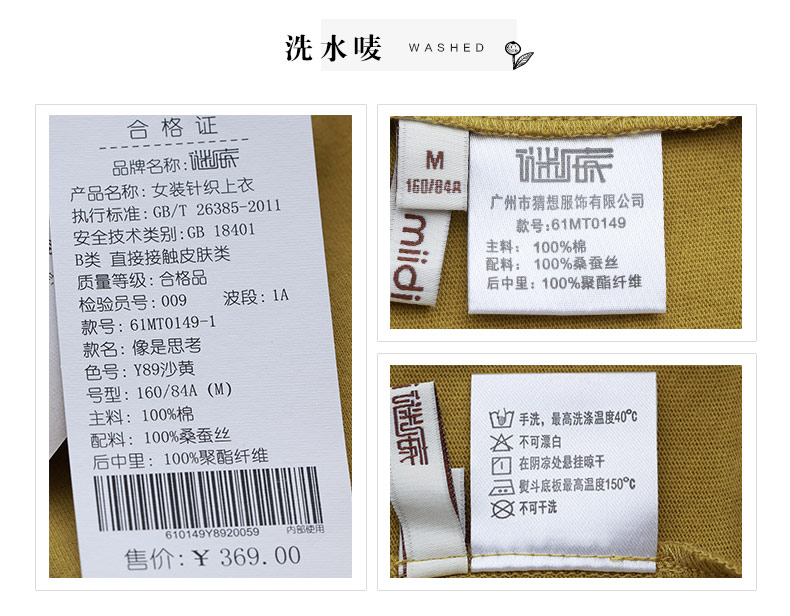 洗水唛 WASHED
合格证
品牌名称: 谜底
产品名称: 女装针织上衣
执行标准: GB/T 26385-2011
安全技术类别: GB 18401
B类 直接接触皮肤类
质量等级: 合格品
检验员号: 009 波段: 1A
款号: 61MT0149-1
款名: 像是思考
色号: Y89沙黄
号型: 160/84A (M)
主料: 100%棉
配料: 100%桑蚕丝
后中里: 100%聚酯纤维
610149Y8920059 内部使用
售价: ¥ 369.00
M
160/84A
miidi
谜底
广州市猜想服饰有限公司
款号: 61MT0149
主料: 100%棉
配料: 100%桑蚕丝
后中里: 100%聚酯纤维
谜底
手洗，最高洗涤温度40°C
不可漂白
在阴凉处悬挂晾干
熨斗底板最高温度150°C
不可干洗